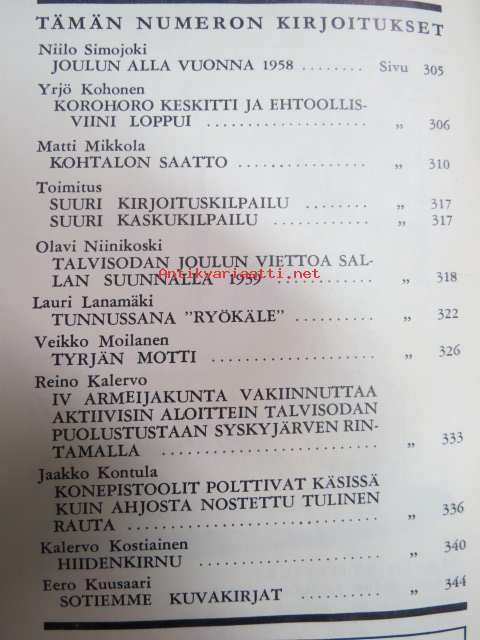 TÄMÄN NUMERON KIRJOITUKSET
Niilo Simojoki
JOULUN ALLA VUONNA 1958 ........ Sivu 305
Yrjö Kohonen
KOROHORO KESKITTI JA EHTOOLLIS-
VIINI LOPPUI .................... „ 306
Matti Mikkola
KOHTALON SAATTO .................. „ 310
Toimitus
SUURI KIRJOITUSKILPAILU .......... „ 317
SUURI KASKUKILPAILU .............. „ 317
Olavi Niinikoski
TALVISODAN JOULUN VIETTOA SAL-
LAN SUUNNALLA 1939 .............. „ 318
Antikvariaatti.net
Lauri Lanamäki
TUNNUSSANA ”RYÖKÄLE” ............ „ 322
Veikko Moilanen
TYRJÄN MOTTI ..................... „ 326
Reino Kalervo
IV ARMEIJAKUNTA VAKIINNUTTAA
AKTIIVISIN ALOITTEIN TALVISODAN
PUOLUSTUSTAAN SYSKYJÄRVEN RIN-
TAMALLA ......................... „ 333
Jaakko Kontula
KONEPISTOOLIT POLTTIVAT KÄSISSÄ
KUIN AHJOSTA NOSTETTU TULINEN
RAUTA ............................ „ 336
Kalervo Kostiainen
HIIDENKIRNU ...................... „ 340
Eero Kuusaari
SOTIEMME KUVAKIRJAT .............. „ 344